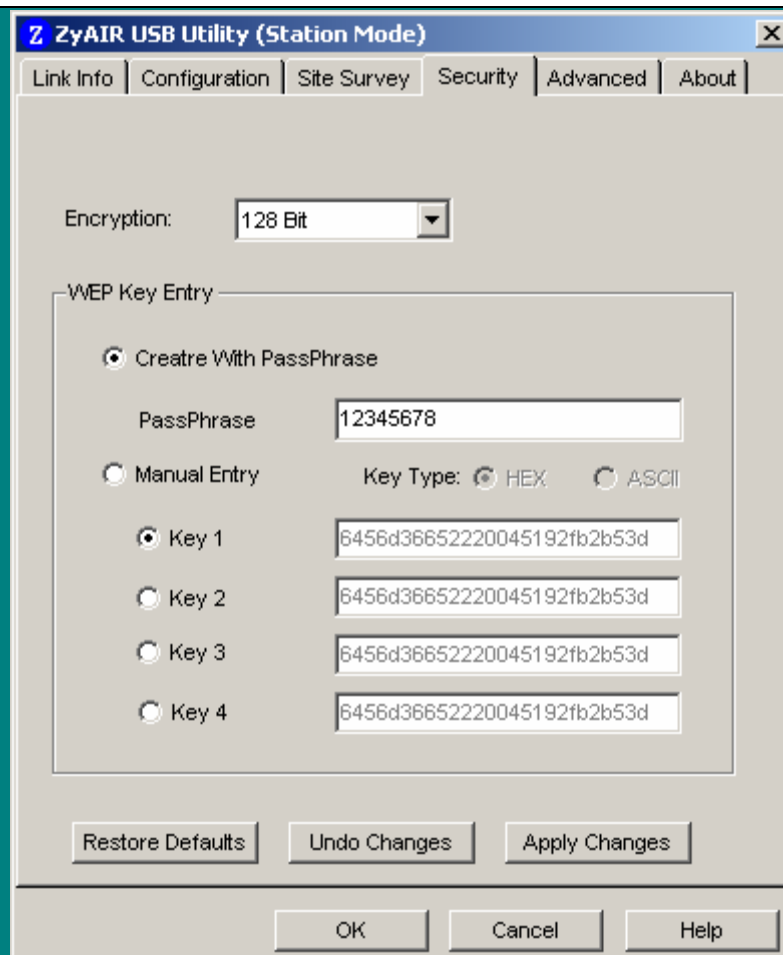 Z ZyAIR USB Utility (Station Mode)
Link Info Configuration Site Survey Security Advanced About
Encryption: 128 Bit
WEP Key Entry
Creatre With PassPhrase
PassPhrase 12345678
Manual Entry Key Type: HEX ASCII
Key 1 6456d36652220045192fb2b53d
Key 2 6456d36652220045192fb2b53d
Key 3 6456d36652220045192fb2b53d
Key 4 6456d36652220045192fb2b53d
Restore Defaults Undo Changes Apply Changes
OK Cancel Help